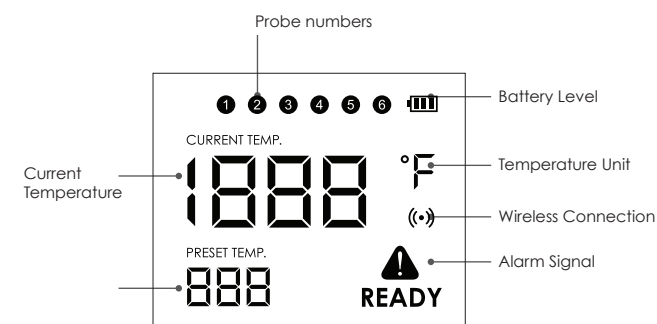 Probe numbers
1 2 3 4 5 6
Battery Level
CURRENT TEMP.
Current
Temperature
1888
°F
Temperature Unit
Wireless Connection
PRESET TEMP.
888
Alarm Signal
READY